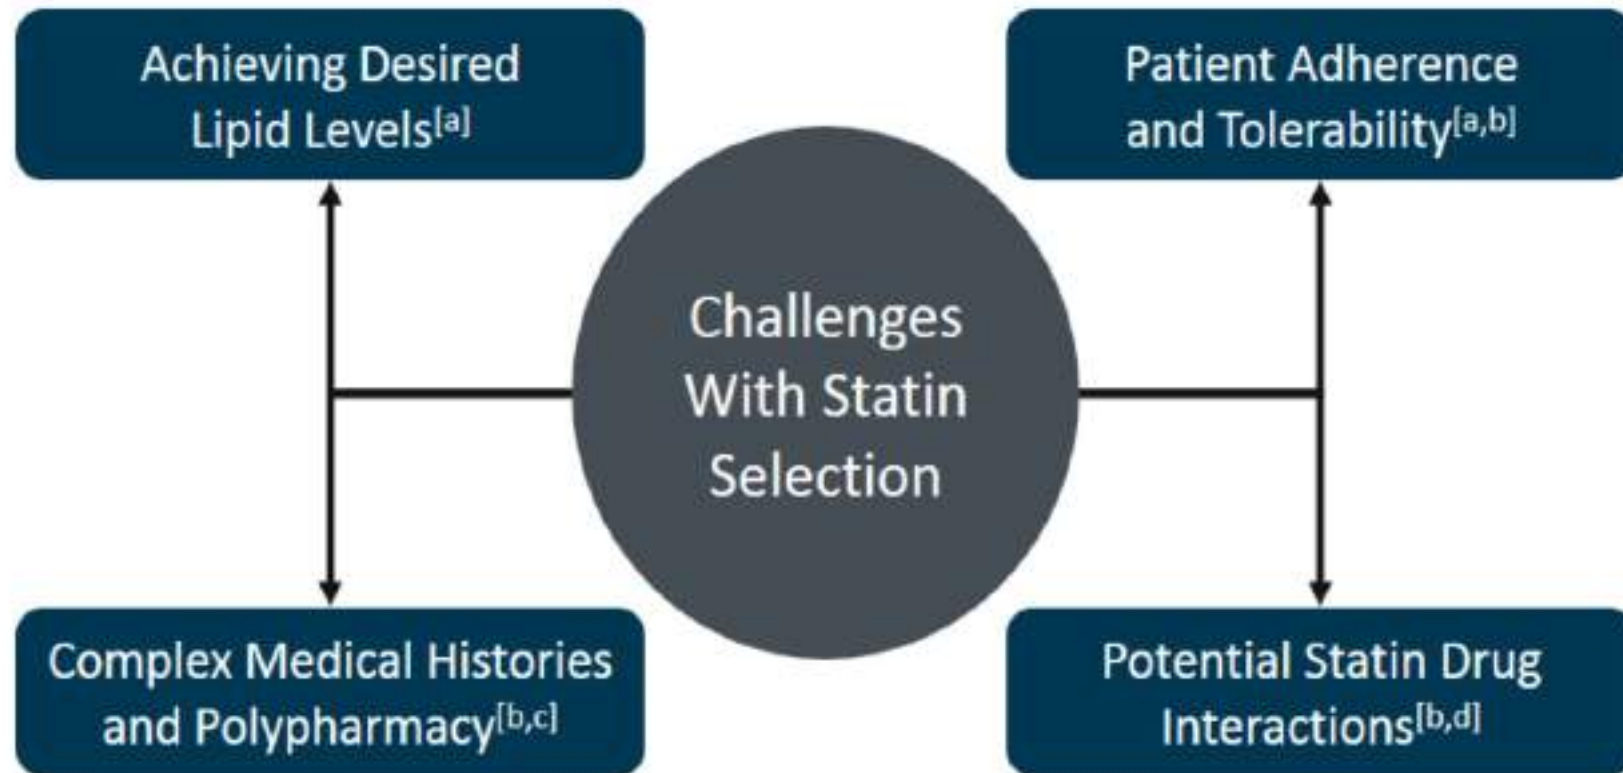 Achieving Desired
Lipid Levels[a]
Patient Adherence
and Tolerability[a,b]
Challenges
With Statin
Selection
Complex Medical Histories
and Polypharmacy[b,c]
Potential Statin Drug
Interactions[b,d]